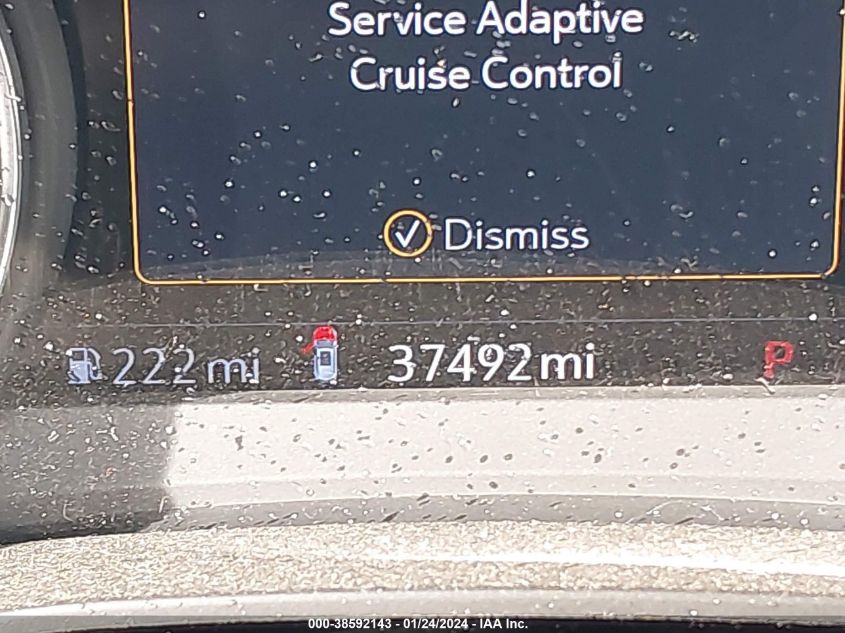 Service Adaptive
Cruise Control
Dismiss
222 mi 37492 mi P
000-38592143 - 01/24/2024 - IAA Inc.